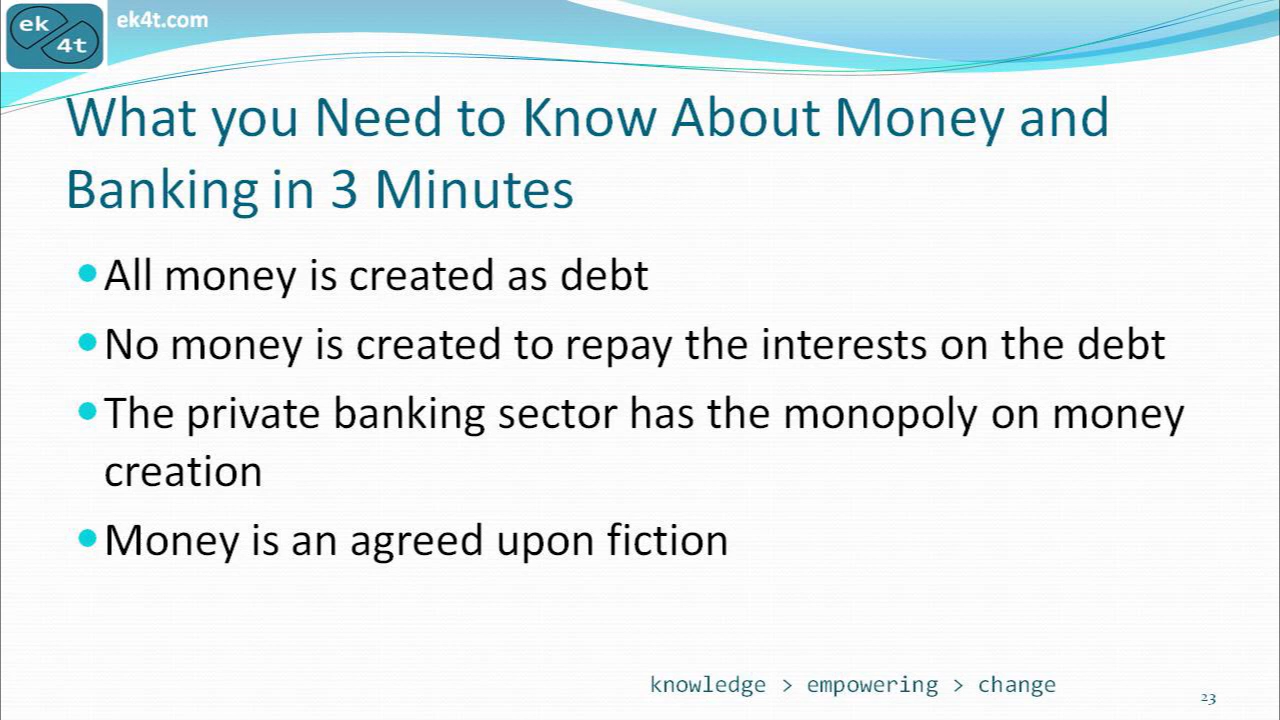 ek
4t
ek4t.com
What you Need to Know About Money and
Banking in 3 Minutes
All money is created as debt
No money is created to repay the interests on the debt
The private banking sector has the monopoly on money
creation
Money is an agreed upon fiction
knowledge > empowering > change
23